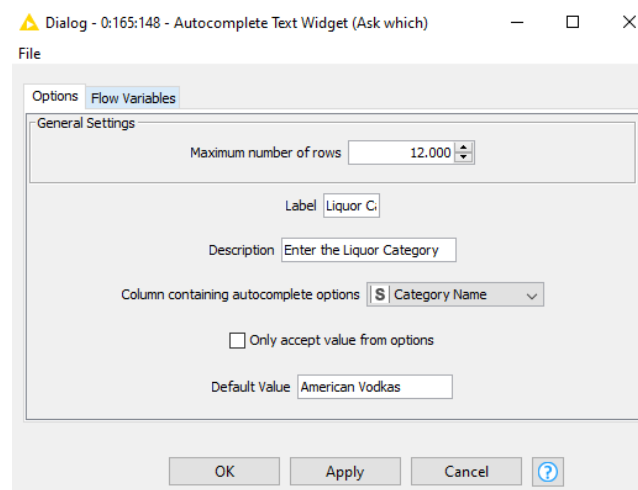 Dialog - 0:165:148 - Autocomplete Text Widget (Ask which)
File
Options Flow Variables
General Settings
Maximum number of rows 12.000
Label Liquor C
Description Enter the Liquor Category
Column containing autocomplete options S Category Name
Only accept value from options
Default Value American Vodkas
OK Apply Cancel ?